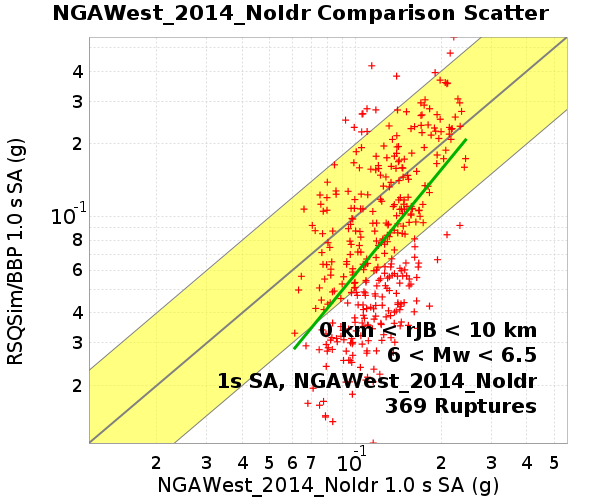 NGAWest_2014_NoIdr Comparison Scatter
RSQSim/BBP 1.0 s SA (g)
4
3
2
10-1
8
6
4
3
2
0 km < rJB < 10 km
6 < Mw < 6.5
1s SA, NGAWest_2014_NoIdr
369 Ruptures
2 3 4 5 6 7 10-1 2 3 4 5
NGAWest_2014_NoIdr 1.0 s SA (g)